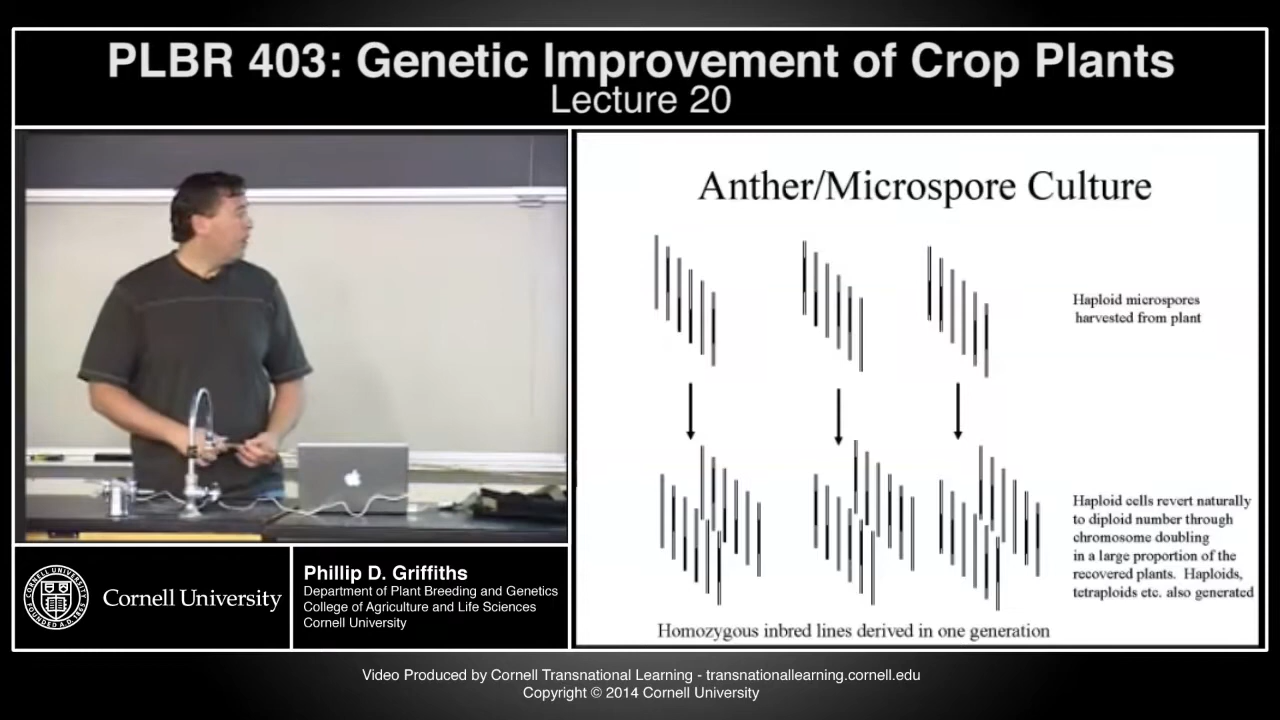 PLBR 403: Genetic Improvement of Crop Plants
Lecture 20
Anther/Microspore Culture
Haploid microspores
harvested from plant
Haploid cells revert naturally
to diploid number through
chromosome doubling
in a large proportion of the
recovered plants. Haploids,
tetraploids etc. also generated
Homozygous inbred lines derived in one generation
Cornell University
Phillip D. Griffiths
Department of Plant Breeding and Genetics
College of Agriculture and Life Sciences
Cornell University
Video Produced by Cornell Transnational Learning - transnationallearning.cornell.edu
Copyright © 2014 Cornell University